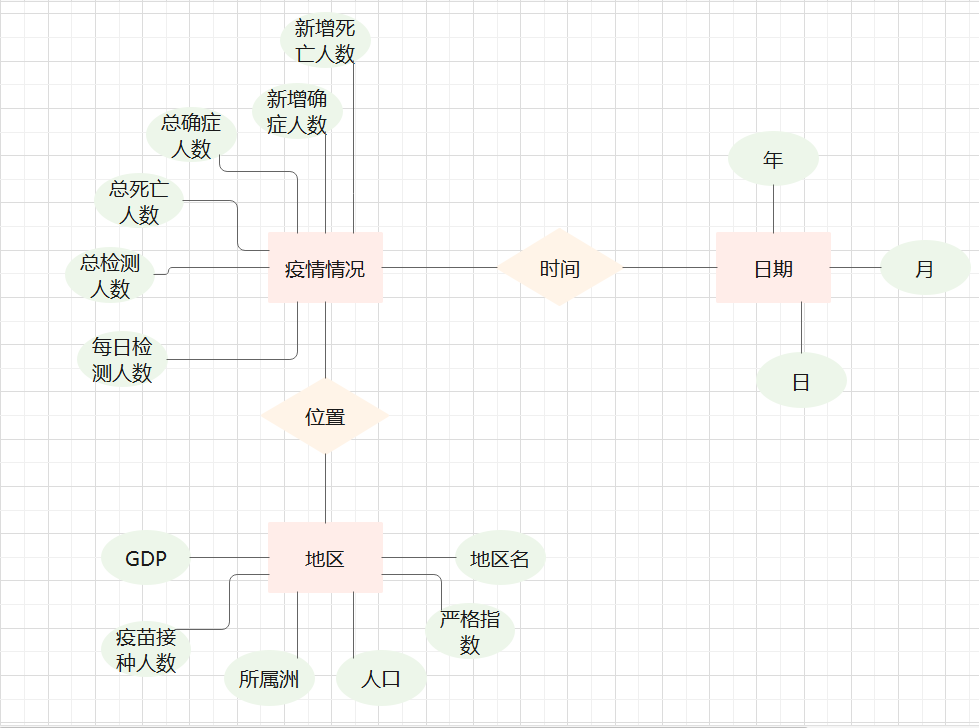 新增死
亡人数
新增确
症人数
总确症
人数
总死亡
人数
总检测
人数
每日检
测人数
疫情情况
时间
日期
年
月
日
位置
地区
GDP
地区名
疫苗接
种人数
严格指
数
所属洲
人口